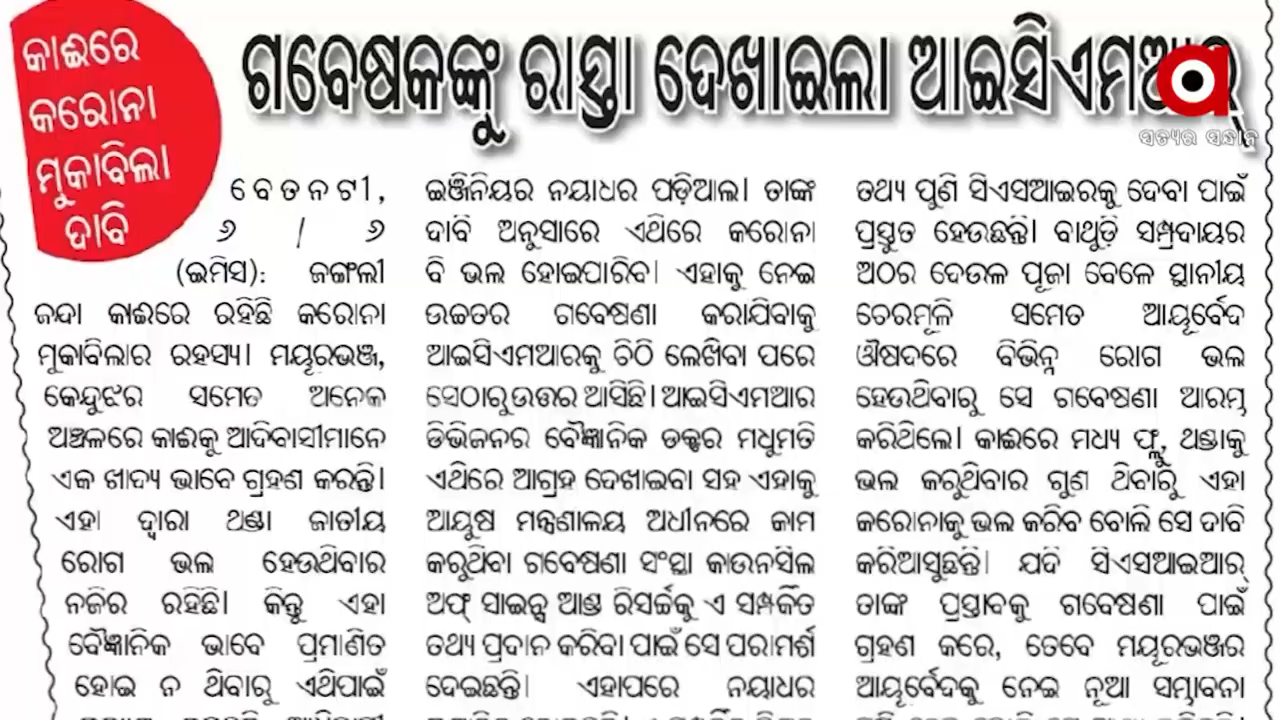 କାଈରେ
କରୋନା
ମୁକାବିଲା
ଦାବି
ଗବେଷକଙ୍କୁ ରାସ୍ତା ଦେଖାଇଲା ଆଇସିଏମଆର୍
ସତ୍ୟର ସନ୍ଧାନ
ବେତନଟୀ,
୬ / ୬
(ଇମିସ): ଜଙ୍ଗଲୀ
ଜନ୍ଦା କାଈରେ ରହିଛି କରୋନା
ମୁକାବିଲାର ରହସ୍ୟ। ମୟୂରଭଞ୍ଜ,
କେନ୍ଦୁଝର ସମେତ ଅନେକ
ଅଞ୍ଚଳରେ କାଈକୁ ଆଦିବାସୀମାନେ
ଏକ ଖାଦ୍ୟ ଭାବେ ଗ୍ରହଣ କରନ୍ତି।
ଏହା ଦ୍ୱାରା ଥଣ୍ଡା ଜାତୀୟ
ରୋଗ ଭଲ ହେଉଥିବାର
ନଜିର ରହିଛି। କିନ୍ତୁ ଏହା
ବୈଜ୍ଞାନିକ ଭାବେ ପ୍ରମାଣିତ
ହୋଇ ନ ଥିବାରୁ ଏଥିପାଇଁ
ଇଞ୍ଜିନିୟର ନୟାଧର ପଡ଼ିଆଲ। ତାଙ୍କ
ଦାବି ଅନୁସାରେ ଏଥିରେ କରୋନା
ବି ଭଲ ହୋଇପାରିବ। ଏହାକୁ ନେଇ
ଉଚ୍ଚତର ଗବେଷଣା କରାଯିବାକୁ
ଆଇସିଏମଆରକୁ ଚିଠି ଲେଖିବା ପରେ
ସେଠାରୁ ଉତ୍ତର ଆସିଛି। ଆଇସିଏମଆର
ଡିଭିଜନର ବୈଜ୍ଞାନିକ ଡକ୍ଟର ମଧୁମତି
ଏଥିରେ ଆଗ୍ରହ ଦେଖାଇବା ସହ ଏହାକୁ
ଆୟୁଷ ମନ୍ତ୍ରଣାଳୟ ଅଧୀନରେ କାମ
କରୁଥିବା ଗବେଷଣା ସଂସ୍ଥା କାଉନସିଲ
ଅଫ୍ ସାଇନ୍ସ ଆଣ୍ଡ ରିସର୍ଚ୍ଚକୁ ଏ ସମ୍ପର୍କିତ
ତଥ୍ୟ ପ୍ରଦାନ କରିବା ପାଇଁ ସେ ପରାମର୍ଶ
ଦେଇଛନ୍ତି। ଏହାପରେ ନୟାଧର
ତଥ୍ୟ ପୁଣି ସିଏସଆଇରକୁ ଦେବା ପାଇଁ
ପ୍ରସ୍ତୁତ ହେଉଛନ୍ତି। ବାଥୁଡ଼ି ସମ୍ପ୍ରଦାୟର
ଅଠର ଦେଉଳ ପୂଜା ବେଳେ ସ୍ଥାନୀୟ
ଚେରମୂଳି ସମେତ ଆୟୁର୍ବେଦ
ଔଷଦରେ ବିଭିନ୍ନ ରୋଗ ଭଲ
ହେଉଥିବାରୁ ସେ ଗବେଷଣା ଆରମ୍ଭ
କରିଥିଲେ। କାଈରେ ମଧ୍ୟ ଫ୍ଲୁ, ଥଣ୍ଡାକୁ
ଭଲ କରୁଥିବାର ଗୁଣ ଥିବାରୁ ଏହା
କରୋନାକୁ ଭଲ କରିବ ବୋଲି ସେ ଦାବି
କରିଆସୁଛନ୍ତି। ଯଦି ସିଏସଆଇଆର୍
ତାଙ୍କ ପ୍ରସ୍ତାବକୁ ଗବେଷଣା ପାଇଁ
ଗ୍ରହଣ କରେ, ତେବେ ମୟୂରଭଞ୍ଜର
ଆୟୁର୍ବେଦକୁ ନେଇ ନୂଆ ସମ୍ଭାବନା